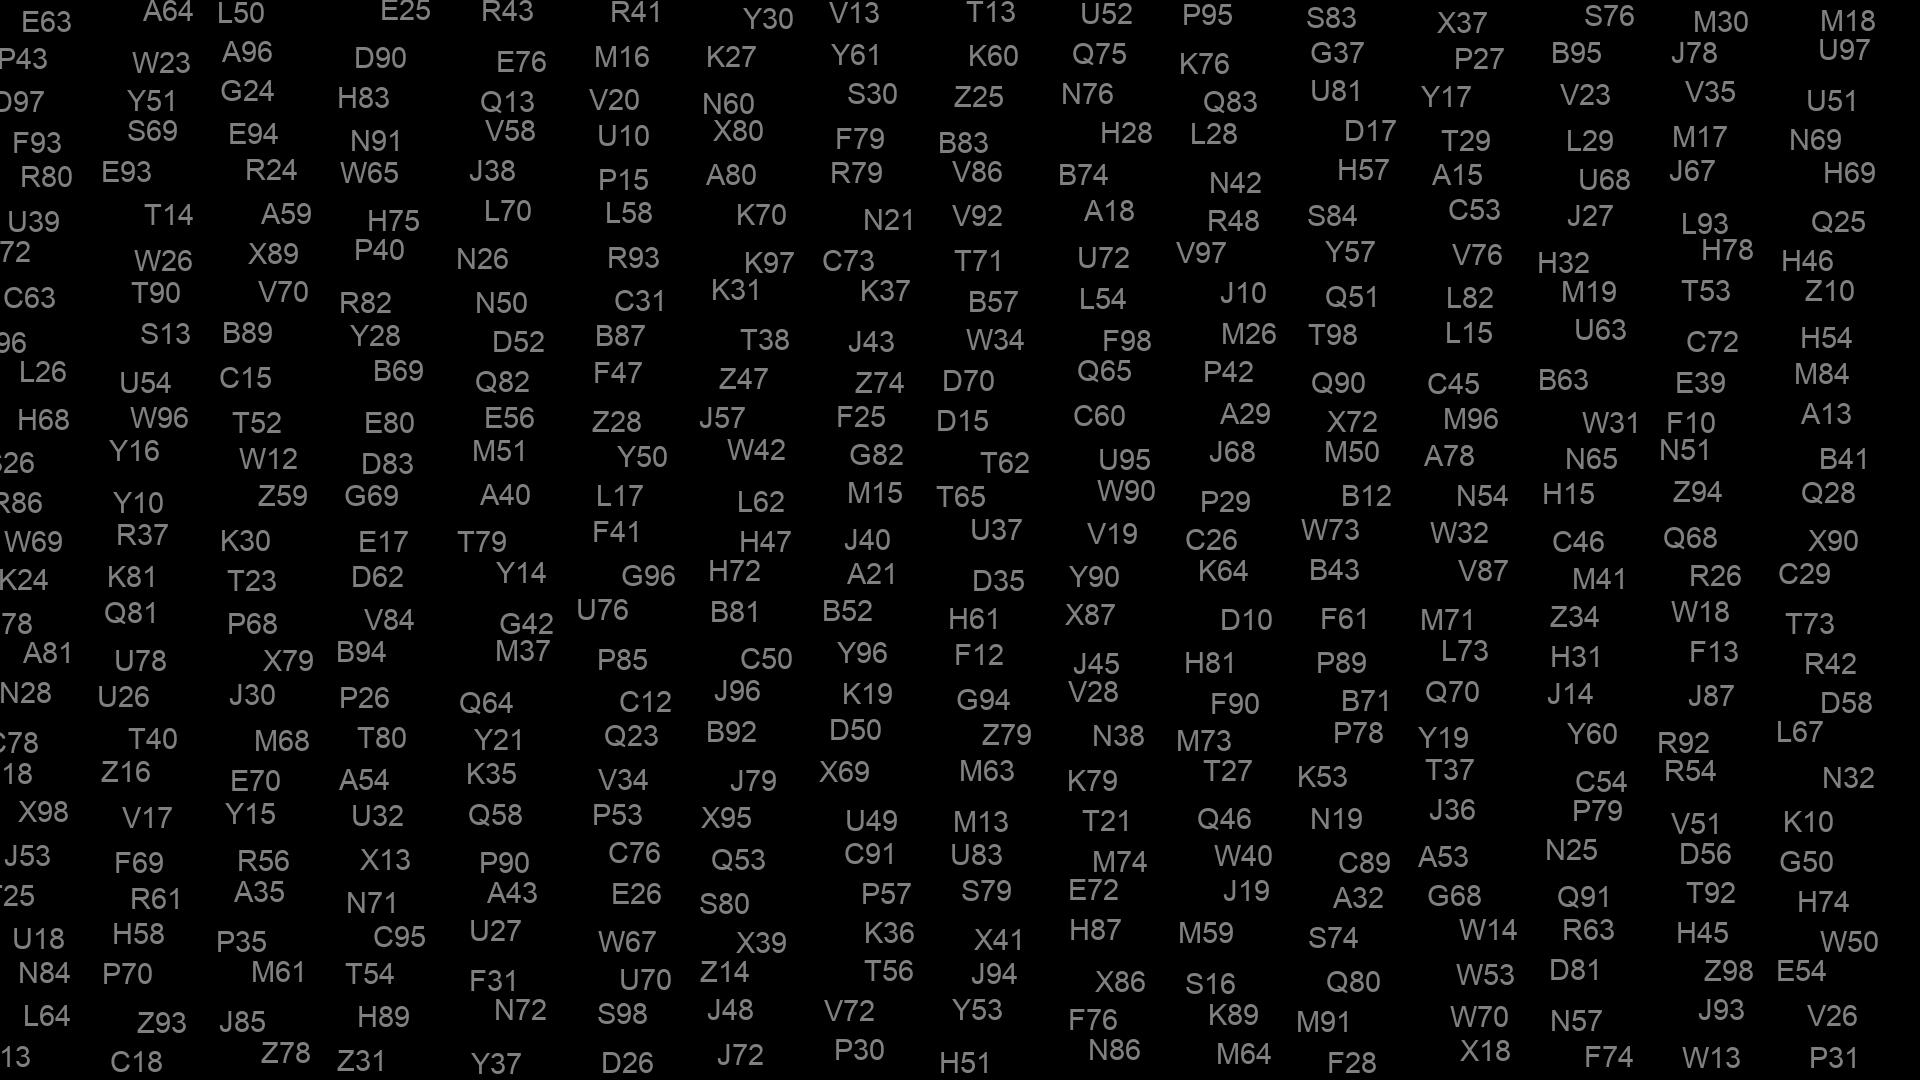 E63 A64 L50 E25 R43 R41 Y30 V13 T13 U52 P95 S83 X37 S76 M30 M18
P43 W23 A96 D90 E76 M16 K27 Y61 K60 Q75 K76 G37 P27 B95 J78 U97
D97 Y51 G24 H83 Q13 V20 N60 S30 Z25 N76 Q83 U81 Y17 V23 V35 U51
F93 S69 E94 N91 V58 U10 X80 F79 B83 H28 L28 D17 T29 L29 M17 N69
R80 E93 R24 W65 J38 P15 A80 R79 V86 B74 N42 H57 A15 U68 J67 H69
U39 T14 A59 H75 L70 L58 K70 N21 V92 A18 R48 S84 C53 J27 L93 Q25
72 W26 X89 P40 N26 R93 K97 C73 T71 U72 V97 Y57 V76 H32 H78 H46
C63 T90 V70 R82 N50 C31 K31 K37 B57 L54 J10 Q51 L82 M19 T53 Z10
96 S13 B89 Y28 D52 B87 T38 J43 W34 F98 M26 T98 L15 U63 C72 H54
L26 U54 C15 B69 Q82 F47 Z47 Z74 D70 Q65 P42 Q90 C45 B63 E39 M84
H68 W96 T52 E80 E56 Z28 J57 F25 D15 C60 A29 X72 M96 W31 F10 A13
26 Y16 W12 D83 M51 Y50 W42 G82 T62 U95 J68 M50 A78 N65 N51 B41
R86 Y10 Z59 G69 A40 L17 L62 M15 T65 W90 P29 B12 N54 H15 Z94 Q28
W69 R37 K30 E17 T79 F41 H47 J40 U37 V19 C26 W73 W32 C46 Q68 X90
K24 K81 T23 D62 Y14 G96 H72 A21 D35 Y90 K64 B43 V87 M41 R26 C29
78 Q81 P68 V84 G42 U76 B81 B52 H61 X87 D10 F61 M71 Z34 W18 T73
A81 U78 X79 B94 M37 P85 C50 Y96 F12 J45 H81 P89 L73 H31 F13 R42
N28 U26 J30 P26 Q64 C12 J96 K19 G94 V28 F90 B71 Q70 J14 J87 D58
C78 T40 M68 T80 Y21 Q23 B92 D50 Z79 N38 M73 P78 Y19 Y60 R92 L67
18 Z16 E70 A54 K35 V34 J79 X69 M63 K79 T27 K53 T37 C54 R54 N32
X98 V17 Y15 U32 Q58 P53 X95 U49 M13 T21 Q46 N19 J36 P79 V51 K10
J53 F69 R56 X13 P90 C76 Q53 C91 U83 M74 W40 C89 A53 N25 D56 G50
25 R61 A35 N71 A43 E26 S80 P57 S79 E72 J19 A32 G68 Q91 T92 H74
U18 H58 P35 C95 U27 W67 X39 K36 X41 H87 M59 S74 W14 R63 H45 W50
N84 P70 M61 T54 F31 U70 Z14 T56 J94 X86 S16 Q80 W53 D81 Z98 E54
L64 Z93 J85 H89 N72 S98 J48 V72 Y53 F76 K89 M91 W70 N57 J93 V26
13 C18 Z78 Z31 Y37 D26 J72 P30 H51 N86 M64 F28 X18 F74 W13 P31